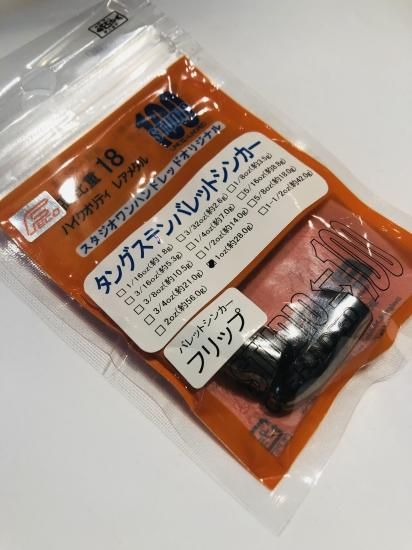 STUDIO
100
比重 18
ハイクオリティ レアメタル
スタジオワンハンドレッドオリジナル
タングステンバレットシンカー
□1/16oz(約1.8g) □3/32oz(約2.6g) □1/8oz(約3.5g)
□3/16oz(約5.3g) □1/4oz(約7.0g) □5/16oz(約8.8g)
□3/8oz(約10.5g) □1/2oz(約14.0g) □5/8oz(約18.0g)
□3/4oz(約21.0g) ■1oz(約28.0g) □1-1/2oz(約42.0g)
□2oz(約56.0g)
バレットシンカー
フリップ
STUDIO 100